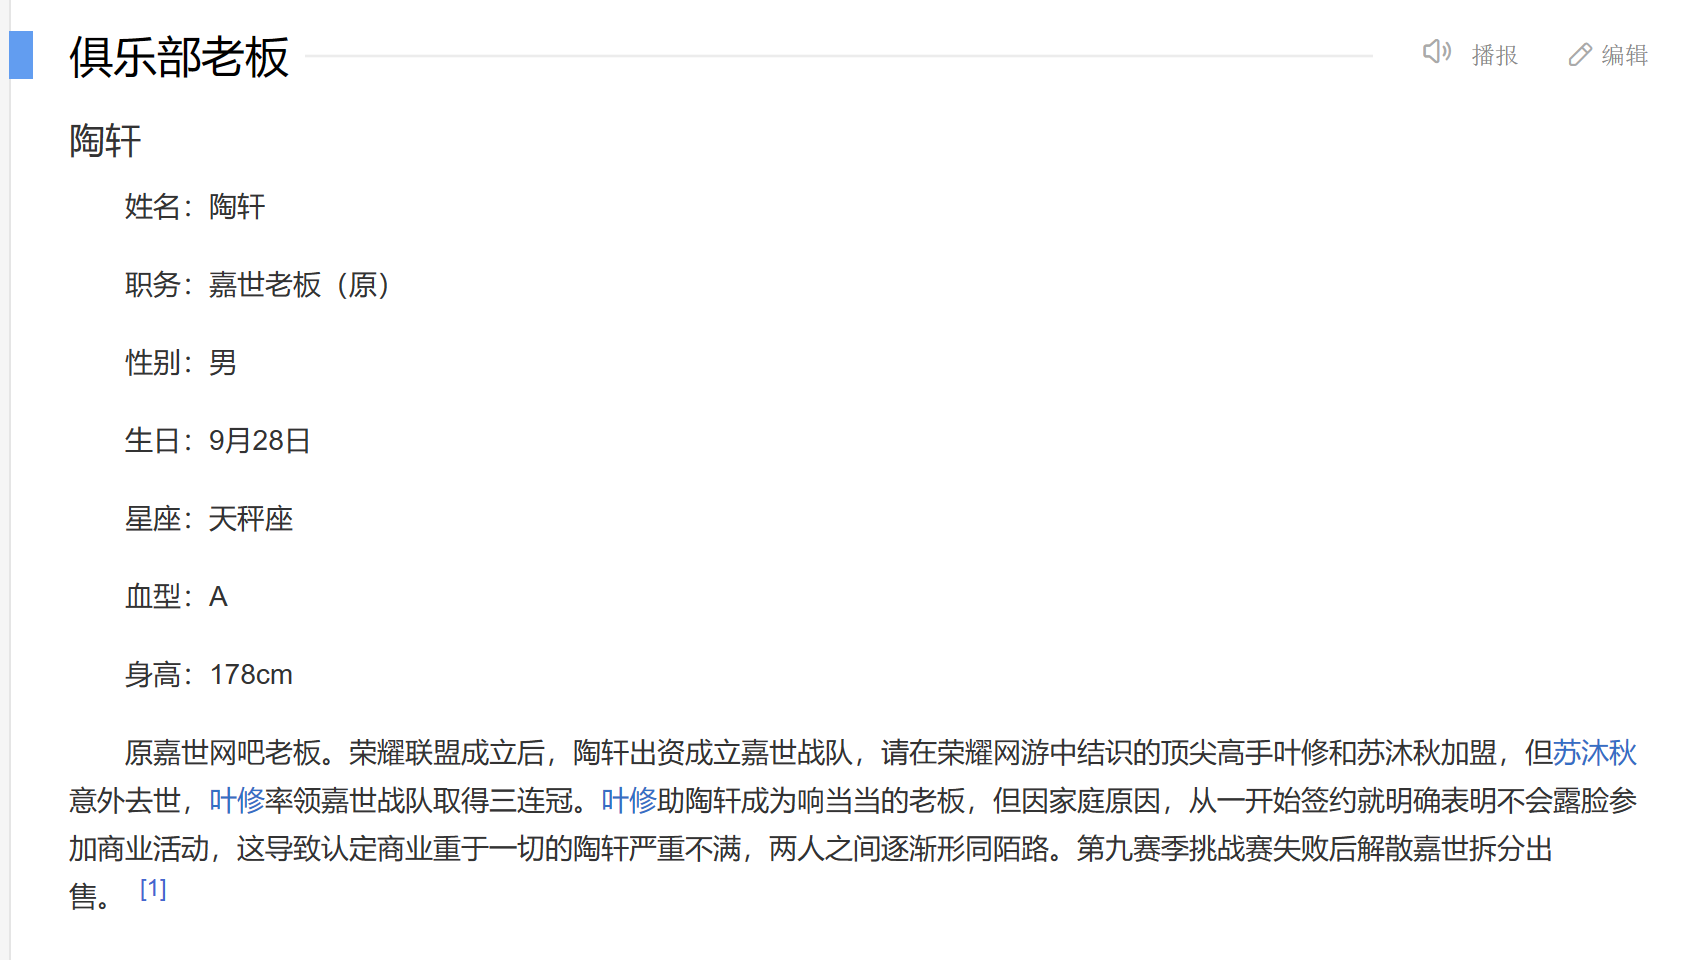 俱乐部老板
播报
编辑
陶轩
姓名：陶轩
职务：嘉世老板（原）
性别：男
生日：9月28日
星座：天秤座
血型：A
身高：178cm
原嘉世网吧老板。荣耀联盟成立后，陶轩出资成立嘉世战队，请在荣耀网游中结识的顶尖高手叶修和苏沐秋加盟，但苏沐秋
意外去世，叶修率领嘉世战队取得三连冠。叶修助陶轩成为响当当的老板，但因家庭原因，从一开始签约就明确表明不会露脸参
加商业活动，这导致认定商业重于一切的陶轩严重不满，两人之间逐渐形同陌路。第九赛季挑战赛失败后解散嘉世拆分出
售。 [1]